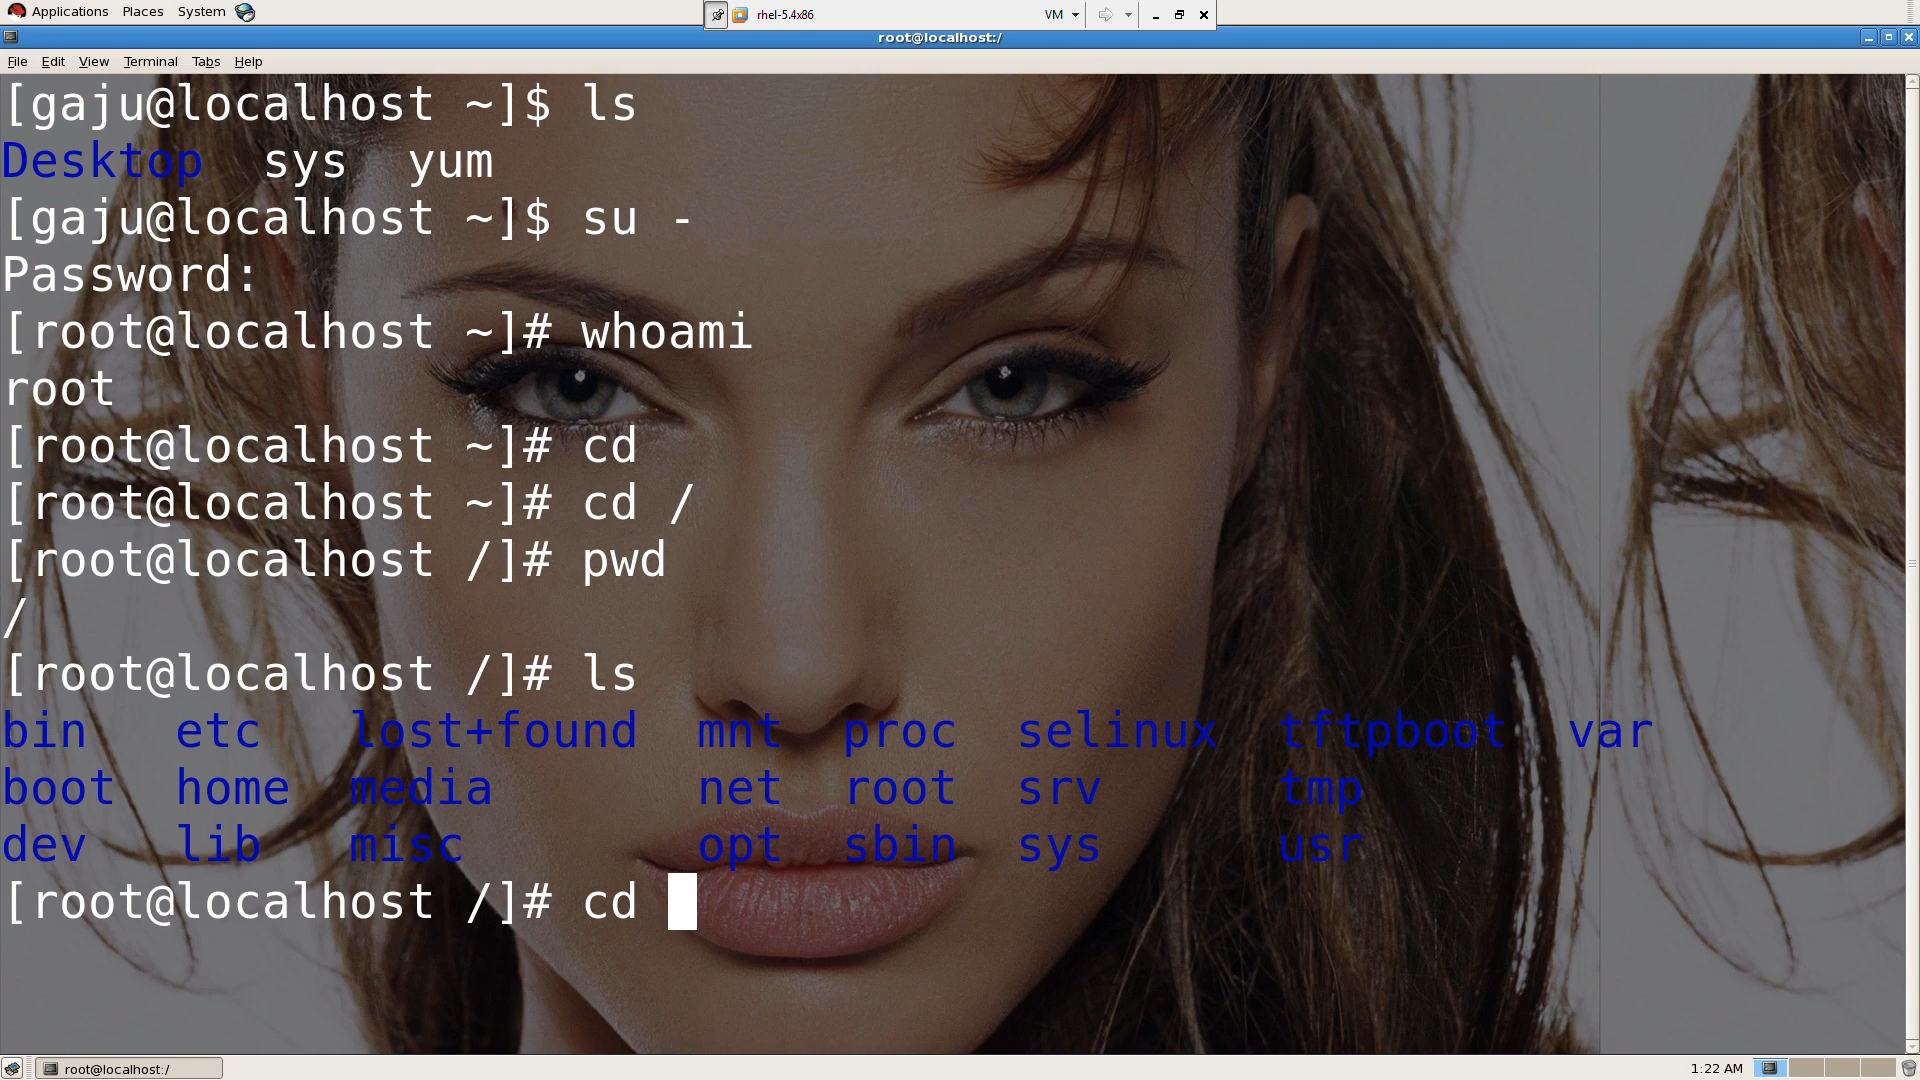 Applications Places System
rhel-5.4x86 VM
root@localhost:/
File Edit View Terminal Tabs Help
[gaju@localhost ~]$ ls
Desktop sys yum
[gaju@localhost ~]$ su -
Password:
[root@localhost ~]# whoami
root
[root@localhost ~]# cd
[root@localhost ~]# cd /
[root@localhost /]# pwd
/
[root@localhost /]# ls
bin etc lost+found mnt proc selinux tftpboot var
boot home media net root srv tmp
dev lib misc opt sbin sys usr
[root@localhost /]# cd
root@localhost:/ 1:22 AM